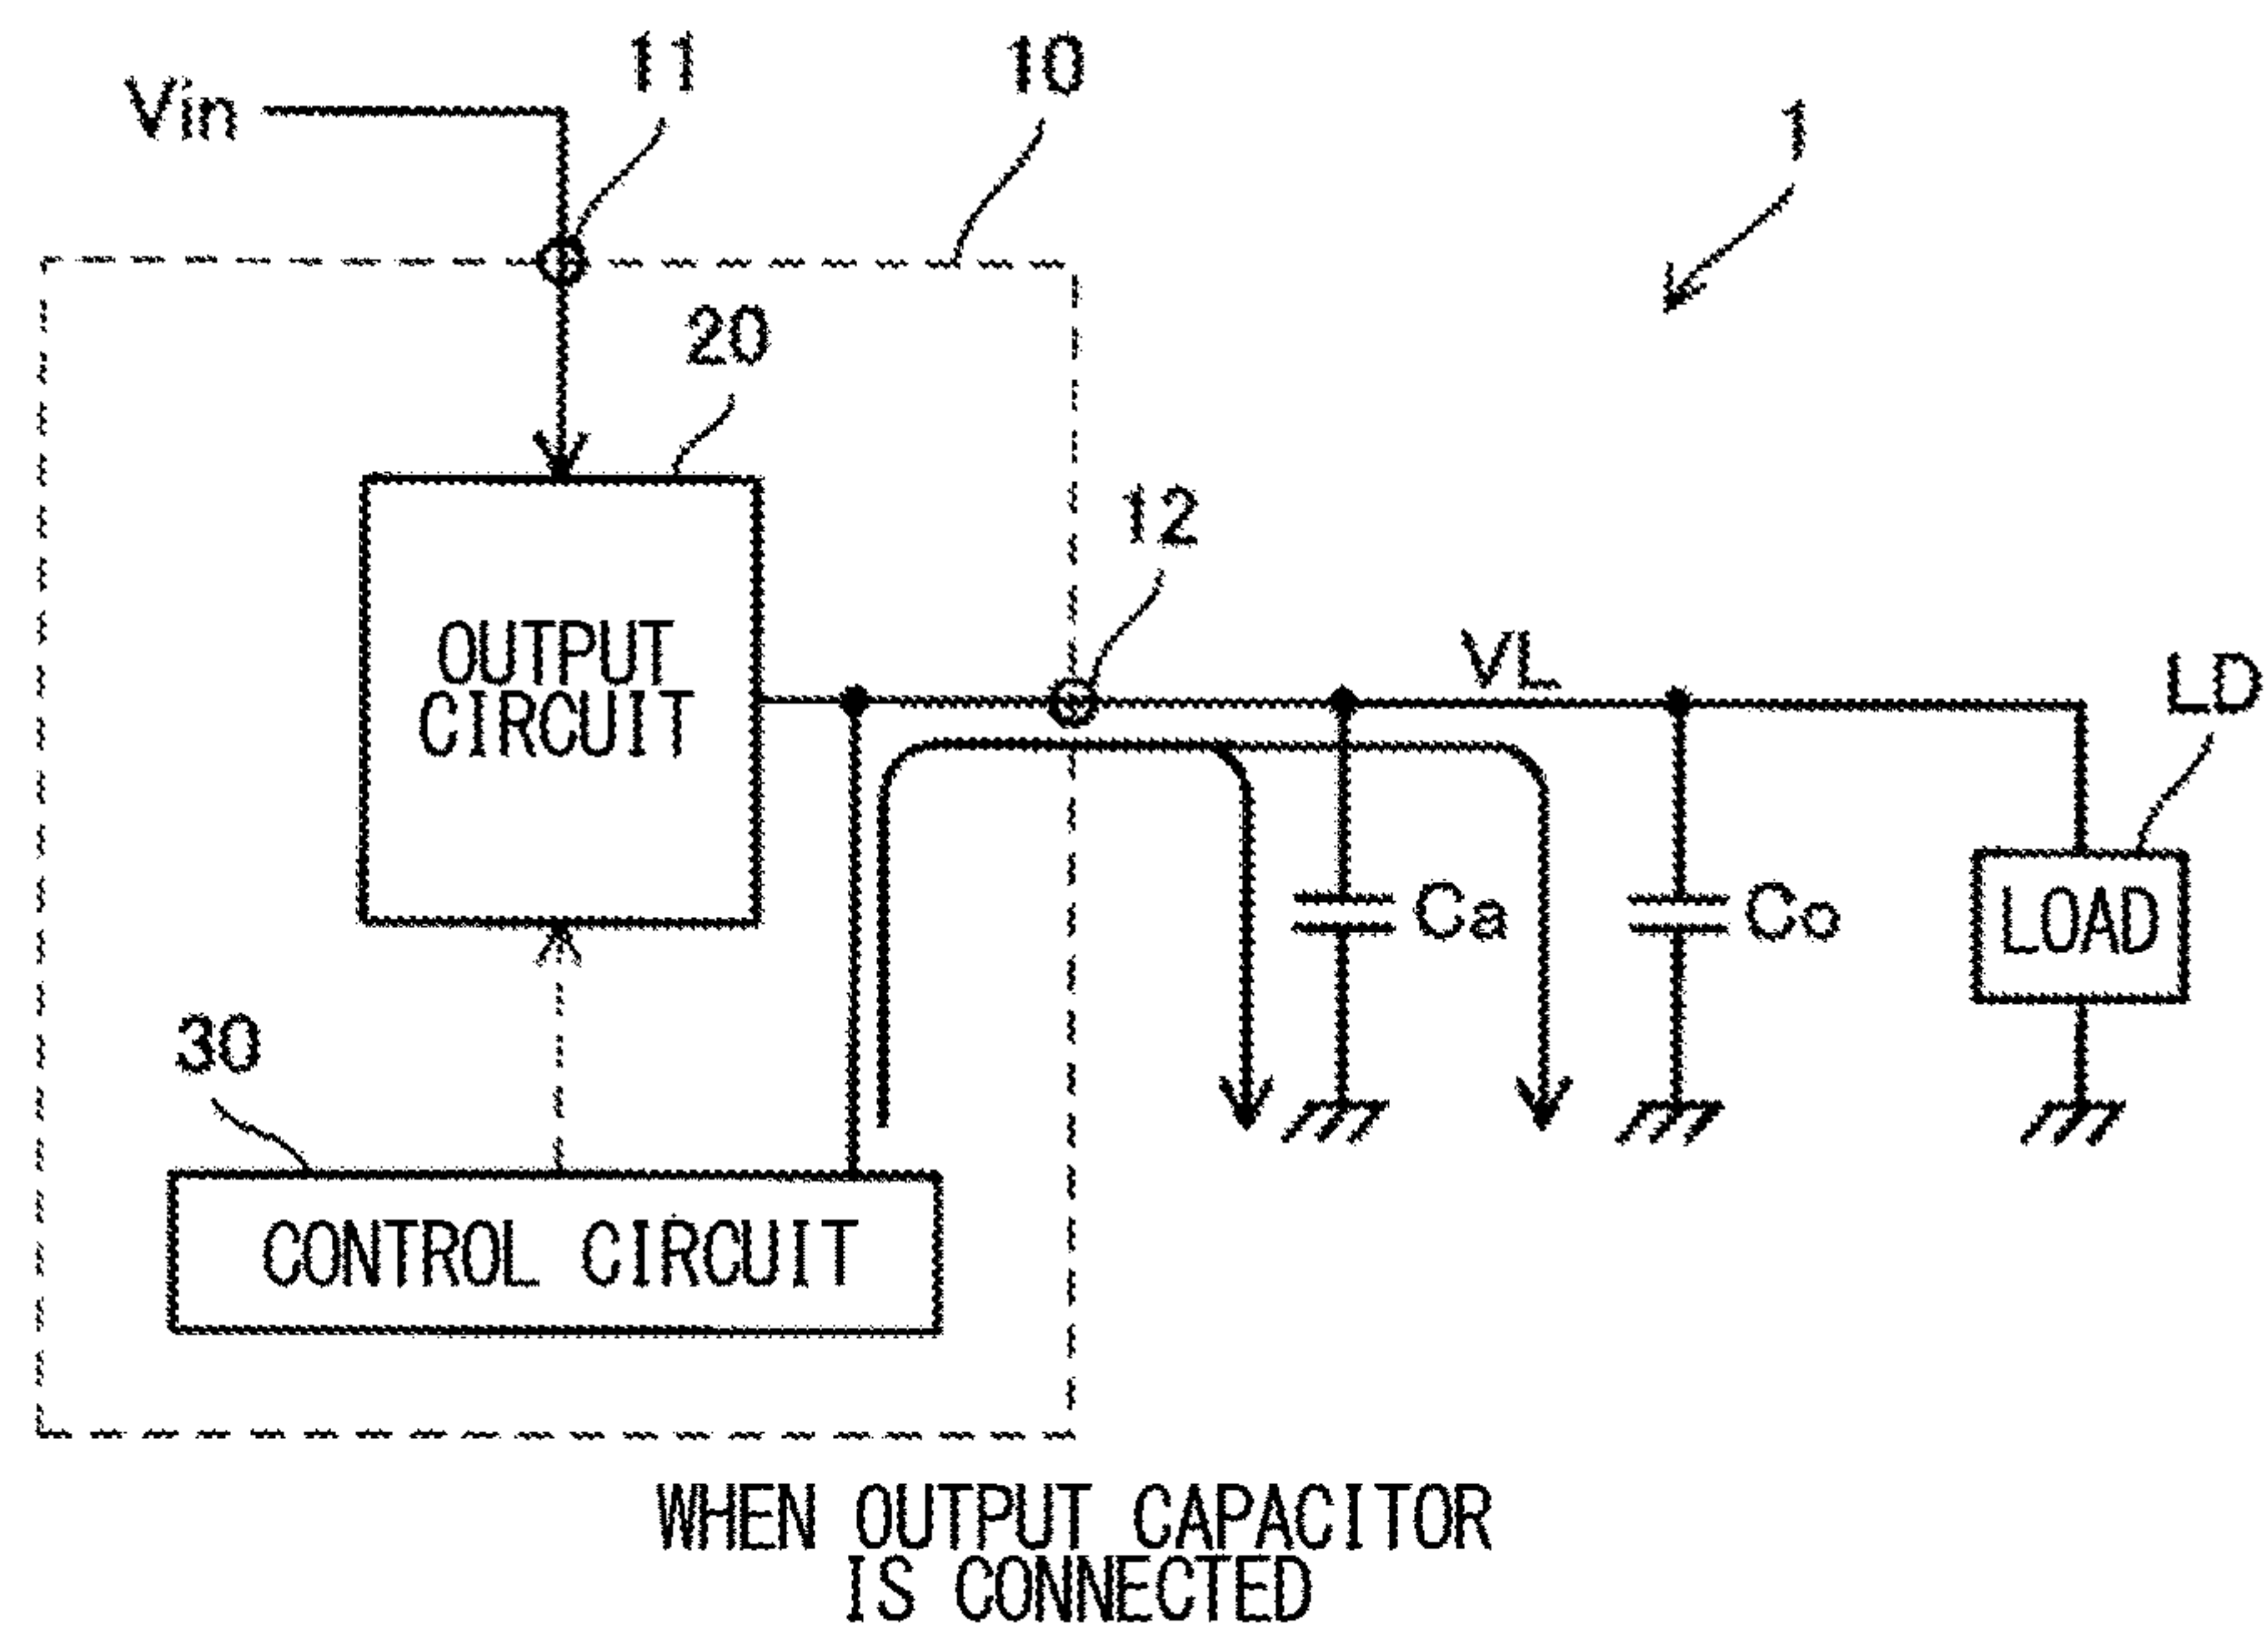 11
10
Vin
1
20
12
OUTPUT
CIRCUIT
VL
LD
Ca
Co
LOAD
30
CONTROL CIRCUIT
WHEN OUTPUT CAPACITOR
IS CONNECTED